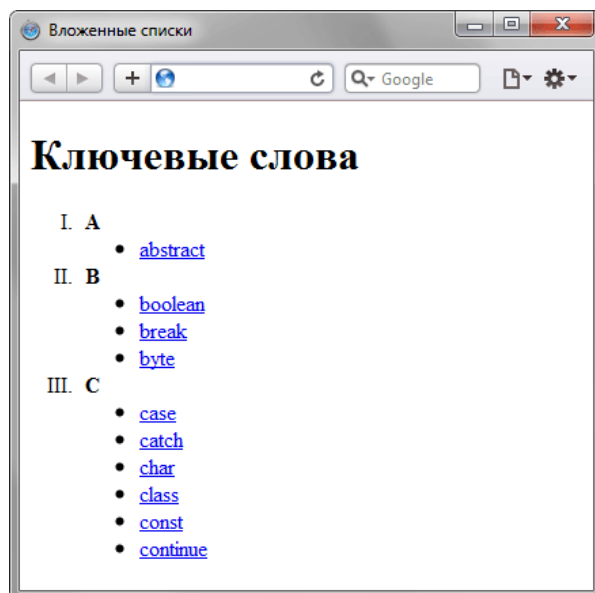 Вложенные списки
Google
Ключевые слова
I. A
• abstract
II. B
• boolean
• break
• byte
III. C
• case
• catch
• char
• class
• const
• continue